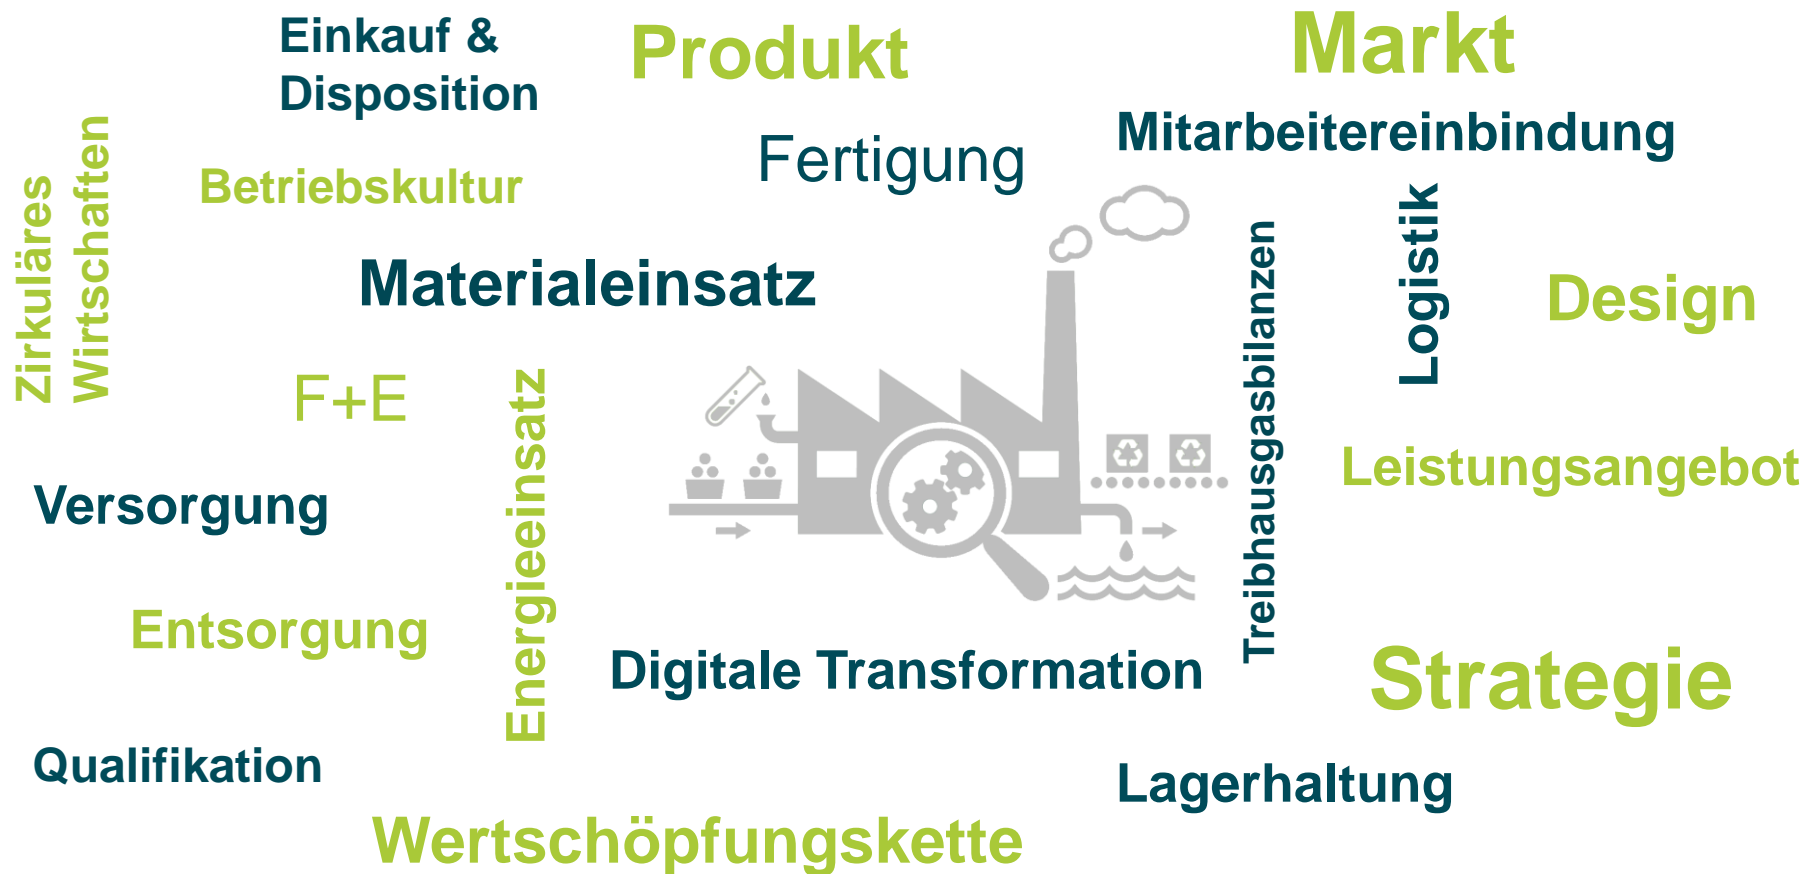 Einkauf &
Disposition
Produkt
Markt
Mitarbeitereinbindung
Fertigung
Zirkuläres
Wirtschaften
Betriebskultur
Logistik
Materialeinsatz
Treibhausgasbilanzen
Design
F+E
Energieeinsatz
Leistungsangebot
Versorgung
Entsorgung
Digitale Transformation
Strategie
Qualifikation
Lagerhaltung
Wertschöpfungskette